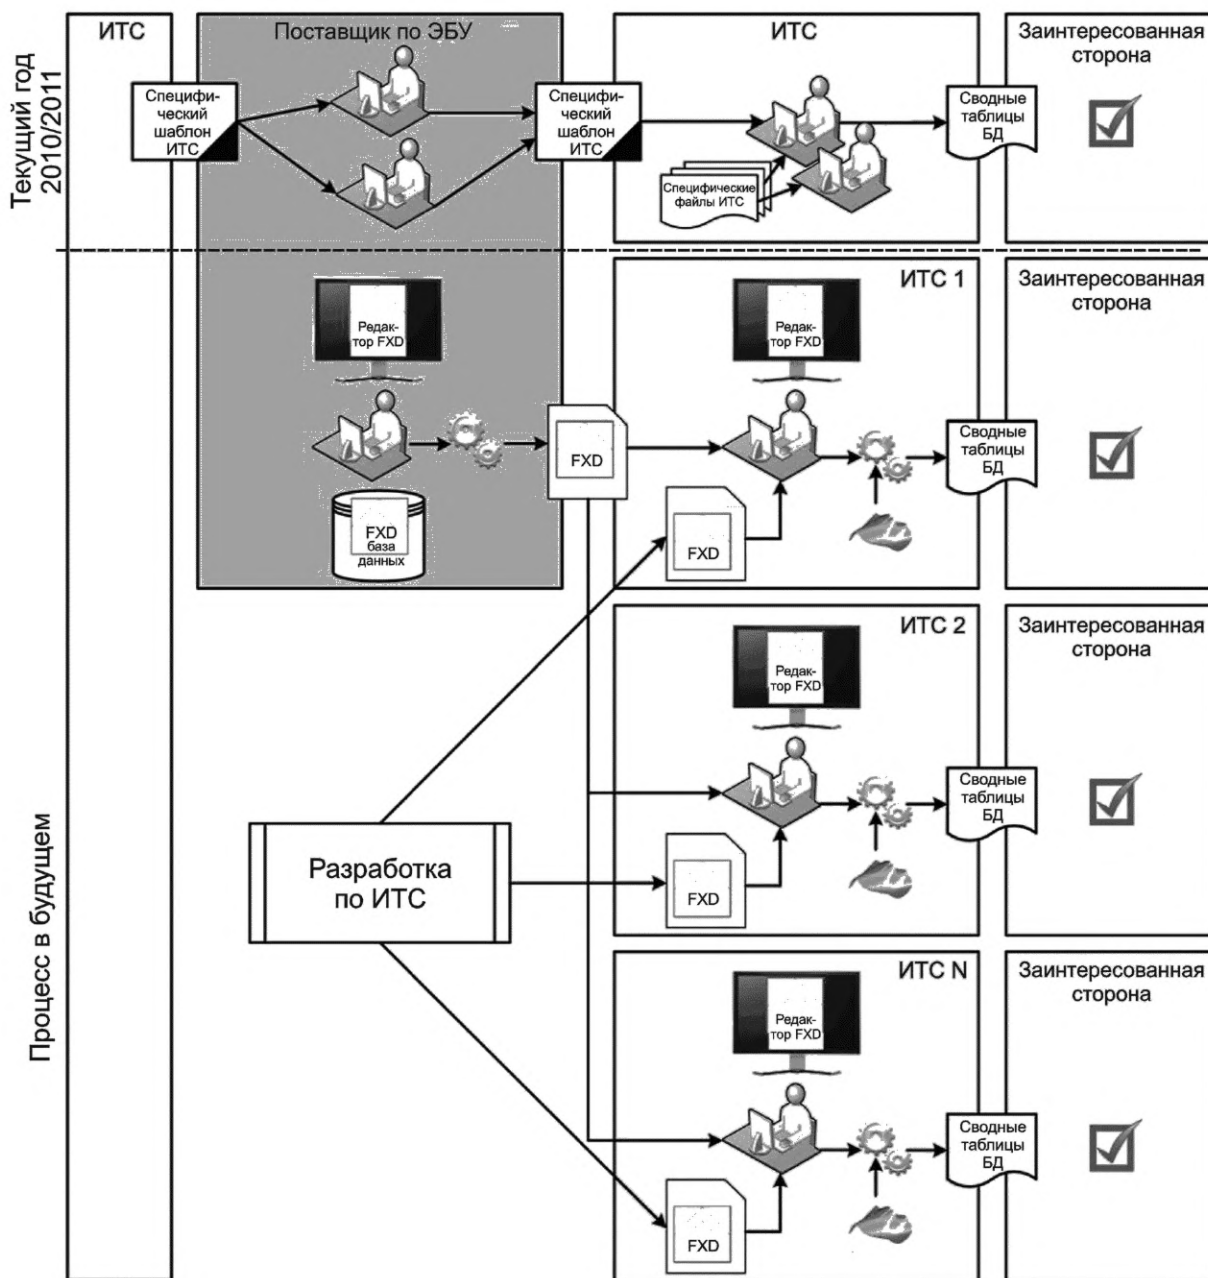 Текущий год
2010/2011
ИТС
Поставщик по ЭБУ
ИТС
Заинтересованная
сторона
Специфи-
ческий
шаблон
ИТС
Специфи-
ческий
шаблон
ИТС
Специфические
файлы ИТС
Сводные
таблицы
БД
Процесс в будущем
Редак-
тор FXD
FXD
база
данных
FXD
ИТС 1
Редак-
тор FXD
FXD
Сводные
таблицы
БД
Заинтересованная
сторона
Разработка
по ИТС
ИТС 2
Редак-
тор FXD
FXD
Сводные
таблицы
БД
Заинтересованная
сторона
ИТС N
Редак-
тор FXD
FXD
Сводные
таблицы
БД
Заинтересованная
сторона